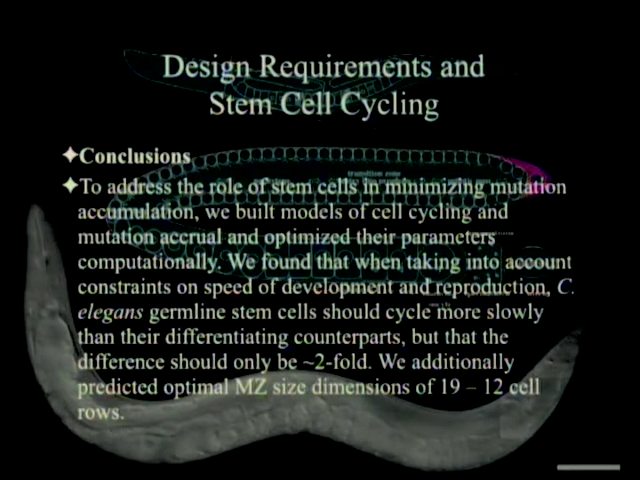 Design Requirements and
Stem Cell Cycling
✦Conclusions
✦To address the role of stem cells in minimizing mutation
accumulation, we built models of cell cycling and
mutation accrual and optimized their parameters
computationally. We found that when taking into account
constraints on speed of development and reproduction, C.
elegans germline stem cells should cycle more slowly
than their differentiating counterparts, but that the
difference should only be ~2-fold. We additionally
predicted optimal MZ size dimensions of 19 – 12 cell
rows.
transition zone